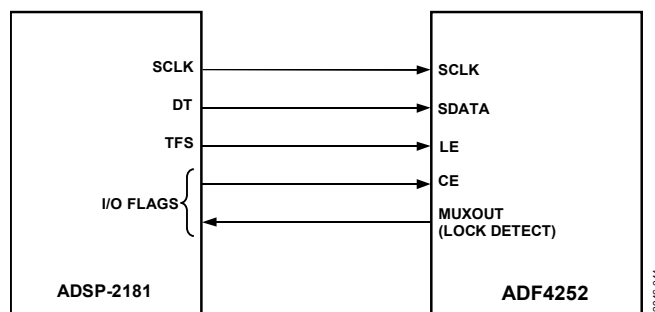 SCLK
DT
TFS
I/O FLAGS
ADSP-2181
SCLK
SDATA
LE
CE
MUXOUT
(LOCK DETECT)
ADF4252